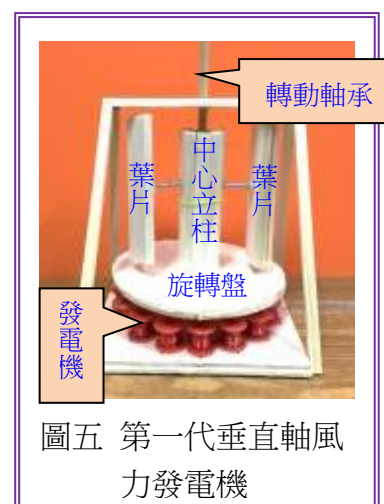 轉動軸承
葉片
中心立柱
葉片
旋轉盤
發電機
圖五 第一代垂直軸風
力發電機